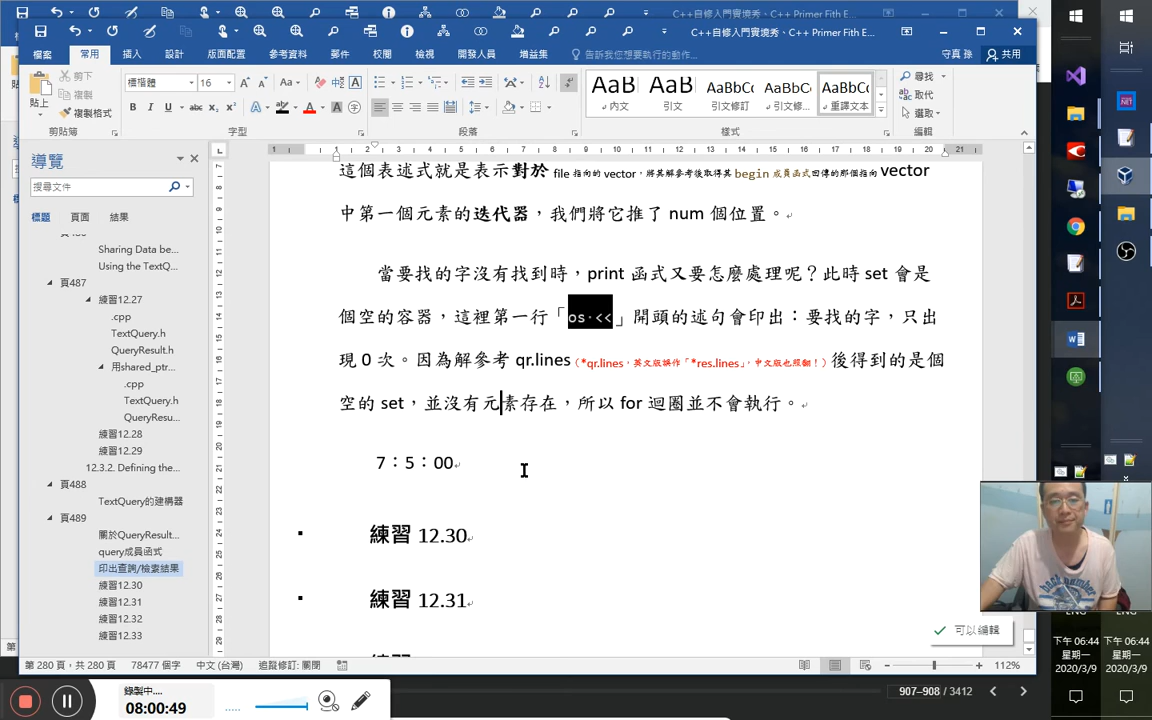 C++自修入門實境秀、C++ Primer Fith E...
C++自修入門實境秀、C++ Primer Fith E...
檔案 常用 插入 設計 版面配置 參考資料 郵件 校閱 檢視 開發人員 增益集 告訴我您想要執行的動作... 守真 孫 共用
貼上 剪下 複製 複製格式
標楷體 16
AaB AaB AaBbCc AaBbC AaBbC
內文 引文 引文修訂 引文修... 重譯文本
尋找 取代 選取
剪貼簿 字型 段落 樣式 編輯
導覽
搜尋文件
標題 頁面 結果
Sharing Data be...
Using the TextQ...
頁487
練習12.27
.cpp
TextQuery.h
QueryResult.h
用shared_ptr...
.cpp
TextQuery.h
QueryResu...
練習12.28
練習12.29
12.3.2. Defining the...
頁488
TextQuery的建構器
頁489
關於QueryResult...
query成員函式
印出查詢/檢索結果
練習12.30
練習12.31
練習12.32
練習12.33
這個表述式就是表示對於 file 指向的 vector，將其解參考後取得其 begin 成員函式回傳的那個指向 vector
中第一個元素的迭代器，我們將它推了 num 個位置。
當要找的字沒有找到時，print 函式又要怎麼處理呢？此時 set 會是
個空的容器，這裡第一行「os <<」開頭的述句會印出：要找的字，只出
現 0 次。因為解參考 qr.lines（*qr.lines，英文版誤作「*res.lines」，中文版也照翻！）後得到的是個
空的 set，並沒有元素存在，所以 for 迴圈並不會執行。
7：5：00
練習 12.30
練習 12.31
可以編輯
第 280 頁，共 280 頁 78477 個字 中文 (台灣) 追蹤修訂: 關閉 112%
錄製中....
08:00:49
907–908 / 3412
下午 06:44
星期一
2020/3/9
下午 06:44
星期一
2020/3/9